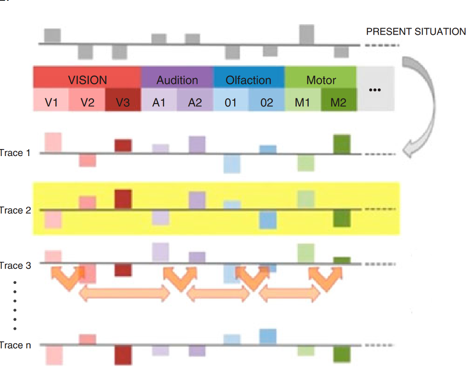 PRESENT SITUATION
VISION Audition Olfaction Motor ...
V1 V2 V3 A1 A2 01 02 M1 M2
Trace 1
Trace 2
Trace 3
Trace n